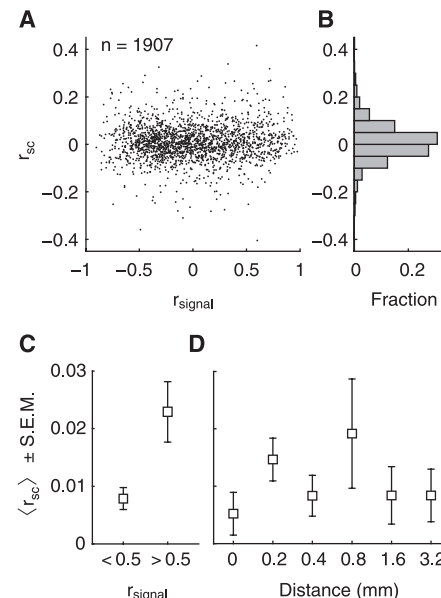 A
B
n = 1907
0.4
0.2
0
−0.2
−0.4
r_sc
−1 −0.5 0 0.5 1
r_signal
0.4
0.2
0
−0.2
−0.4
0 0.2
Fraction
C
D
0.03
0.02
0.01
0
⟨r_sc⟩ ± S.E.M.
< 0.5 > 0.5
r_signal
0 0.2 0.4 0.8 1.6 3.2
Distance (mm)